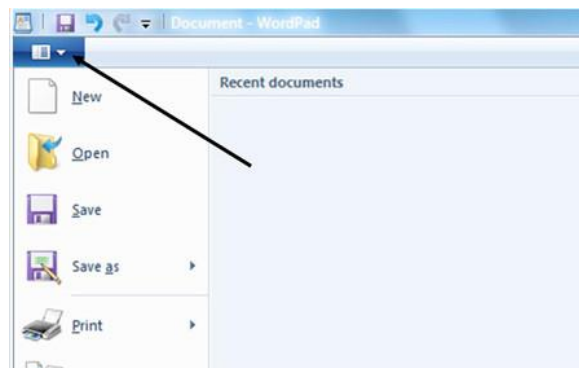 Document - WordPad
Recent documents
New
Open
Save
Save as
Print